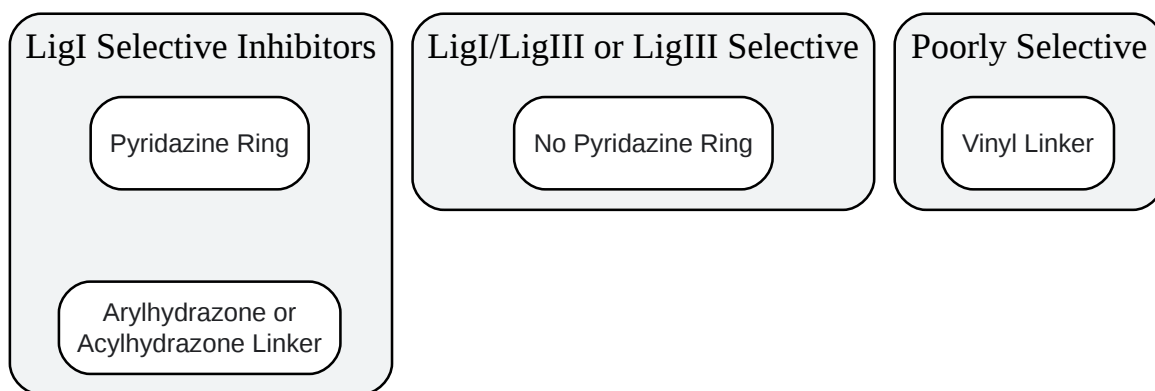 LigI Selective Inhibitors
Pyridazine Ring
Arylhydrazone or
Acylhydrazone Linker
LigI/LigIII or LigIII Selective
No Pyridazine Ring
Poorly Selective
Vinyl Linker